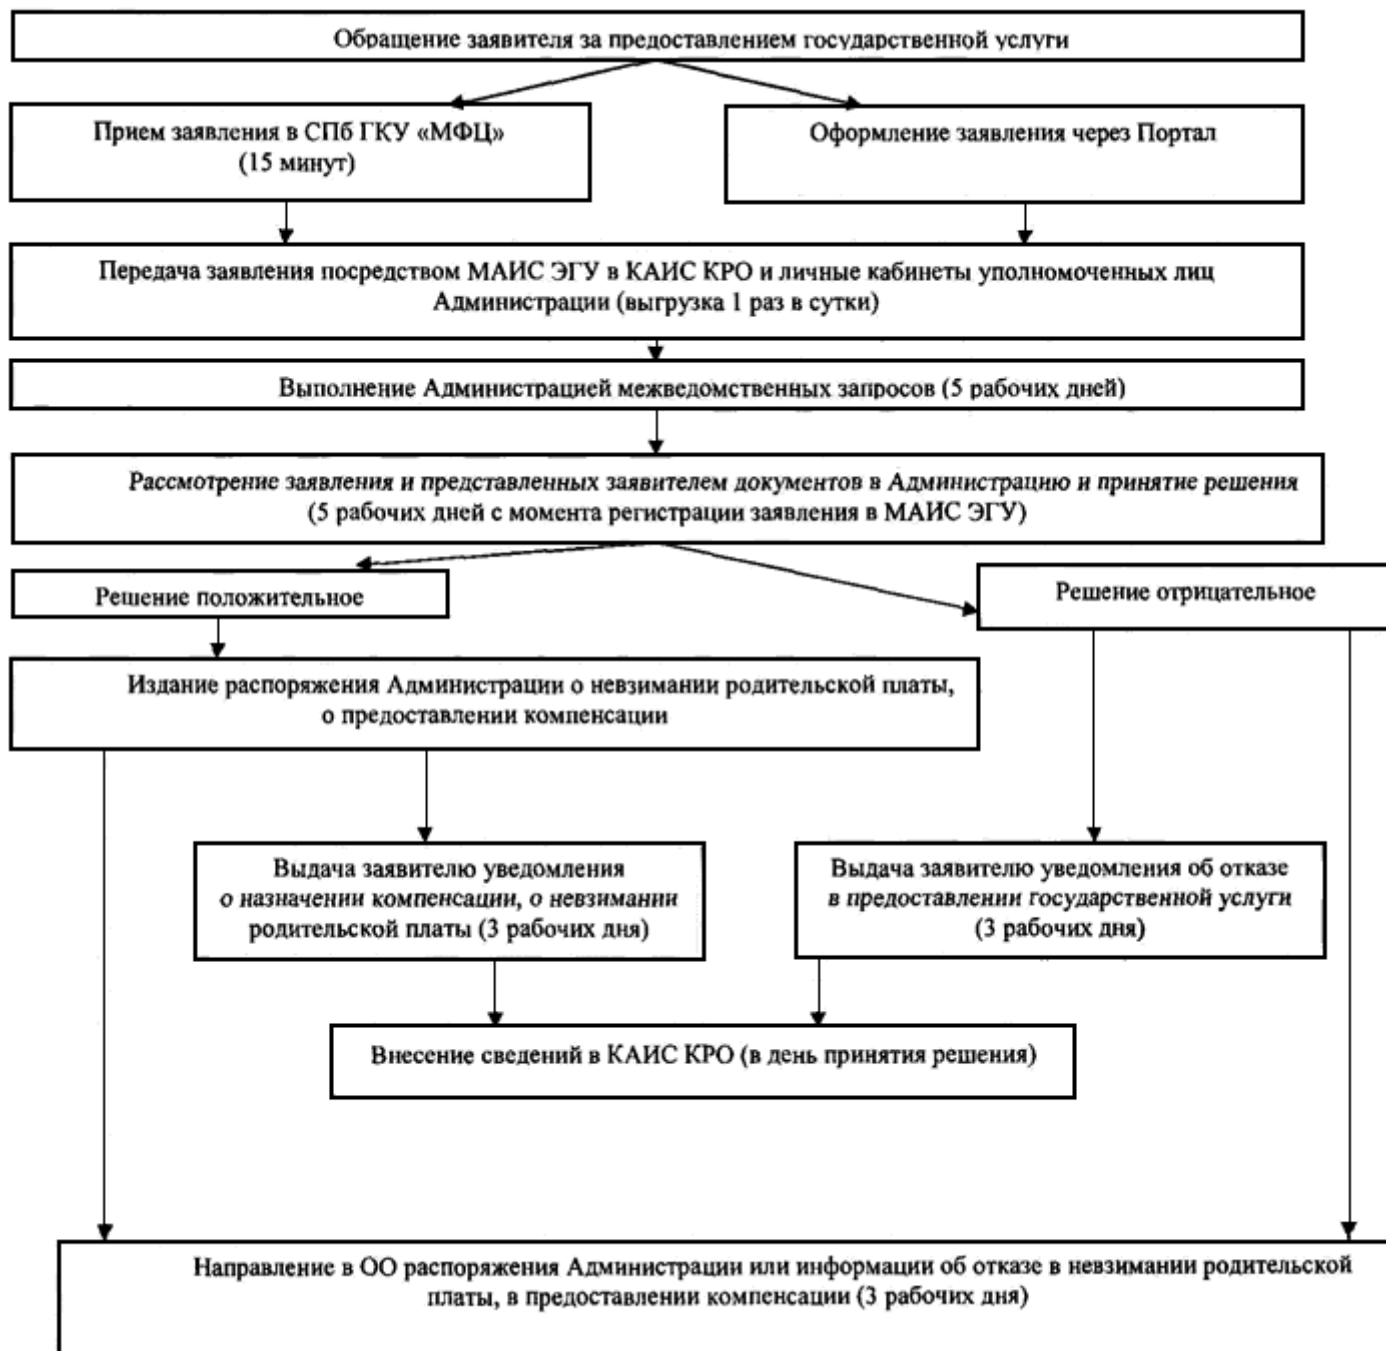 Обращение заявителя за предоставлением государственной услуги
Прием заявления в СПб ГКУ «МФЦ»
(15 минут)
Оформление заявления через Портал
Передача заявления посредством МАИС ЭГУ в КАИС КРО и личные кабинеты уполномоченных лиц
Администрации (выгрузка 1 раз в сутки)
Выполнение Администрацией межведомственных запросов (5 рабочих дней)
Рассмотрение заявления и представленных заявителем документов в Администрацию и принятие решения
(5 рабочих дней с момента регистрации заявления в МАИС ЭГУ)
Решение положительное
Решение отрицательное
Издание распоряжения Администрации о невзимании родительской платы,
о предоставлении компенсации
Выдача заявителю уведомления
о назначении компенсации, о невзимании
родительской платы (3 рабочих дня)
Выдача заявителю уведомления об отказе
в предоставлении государственной услуги
(3 рабочих дня)
Внесение сведений в КАИС КРО (в день принятия решения)
Направление в ОО распоряжения Администрации или информации об отказе в невзимании родительской
платы, в предоставлении компенсации (3 рабочих дня)